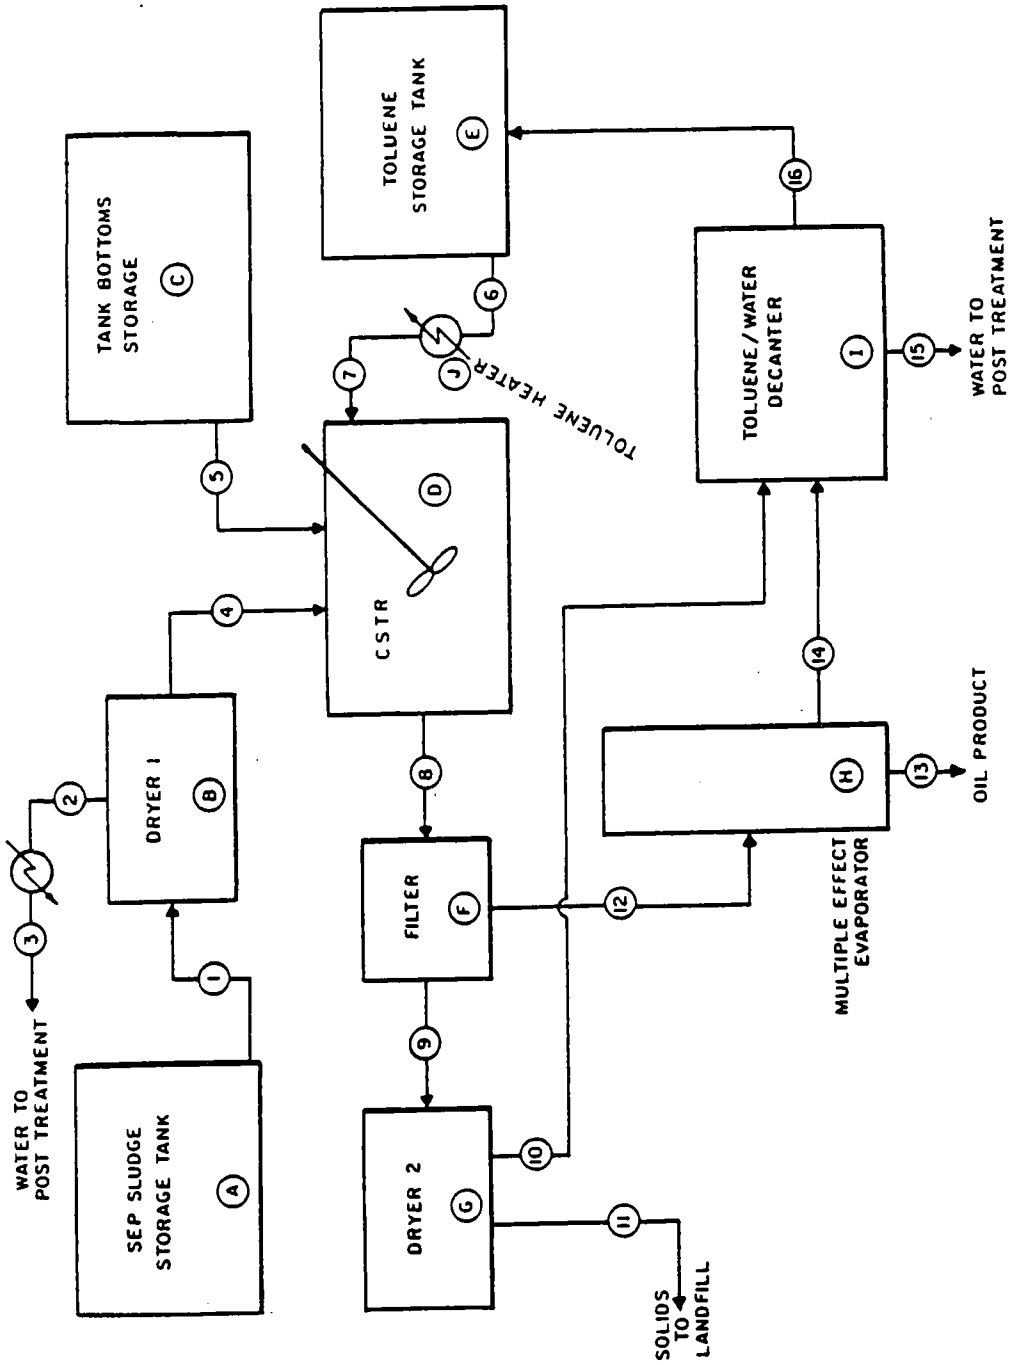 WATER TO
POST TREATMENT
3
2
SEP SLUDGE
STORAGE TANK
A
1
DRYER 1
B
4
TANK BOTTOMS
STORAGE
C
5
DRYER 2
G
9
FILTER
F
8
CSTR
D
7
J
TOLUENE HEATER
6
TOLUENE
STORAGE TANK
E
10
11
SOLIDS
TO
LANDFILL
12
MULTIPLE EFFECT
EVAPORATOR
H
13
OIL PRODUCT
14
TOLUENE/WATER
DECANTER
I
15
WATER TO
POST TREATMENT
16